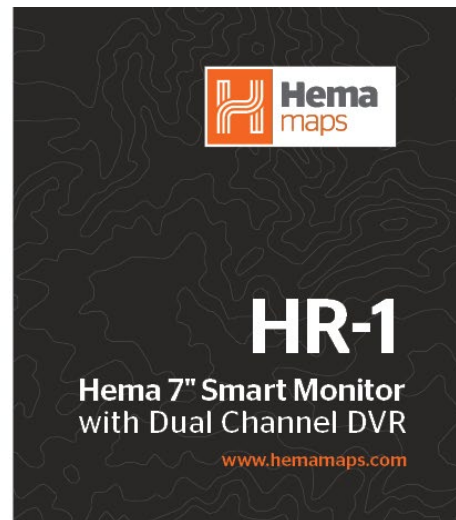 Hema
maps
HR-1
Hema 7" Smart Monitor
with Dual Channel DVR
www.hemamaps.com